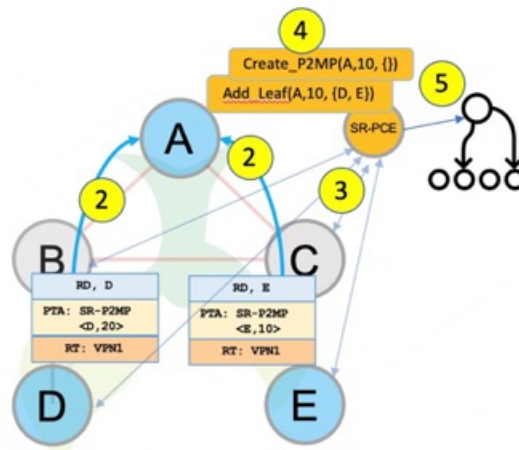 4
Create_P2MP(A,10, {})
Add_Leaf(A,10, {D, E})
5
SR-PCE
A
2
2
3
B
C
RD, D
PTA: SR-P2MP
<D,20>
RT: VPN1
RD, E
PTA: SR-P2MP
<E,10>
RT: VPN1
D
E